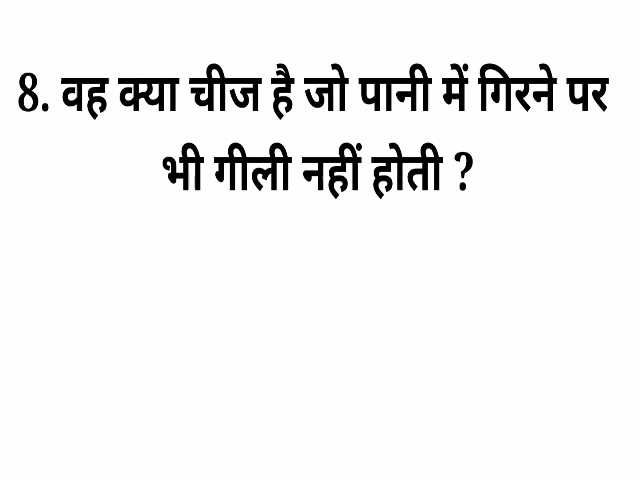 8. वह क्या चीज है जो पानी में गिरने पर
भी गीली नहीं होती ?